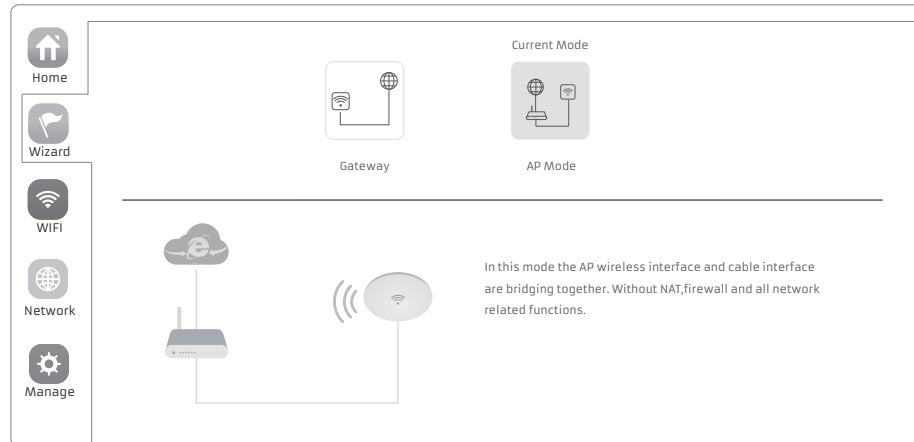 Home
Wizard
WIFI
Network
Manage
Current Mode
Gateway
AP Mode
In this mode the AP wireless interface and cable interface
are bridging together. Without NAT,firewall and all network
related functions.